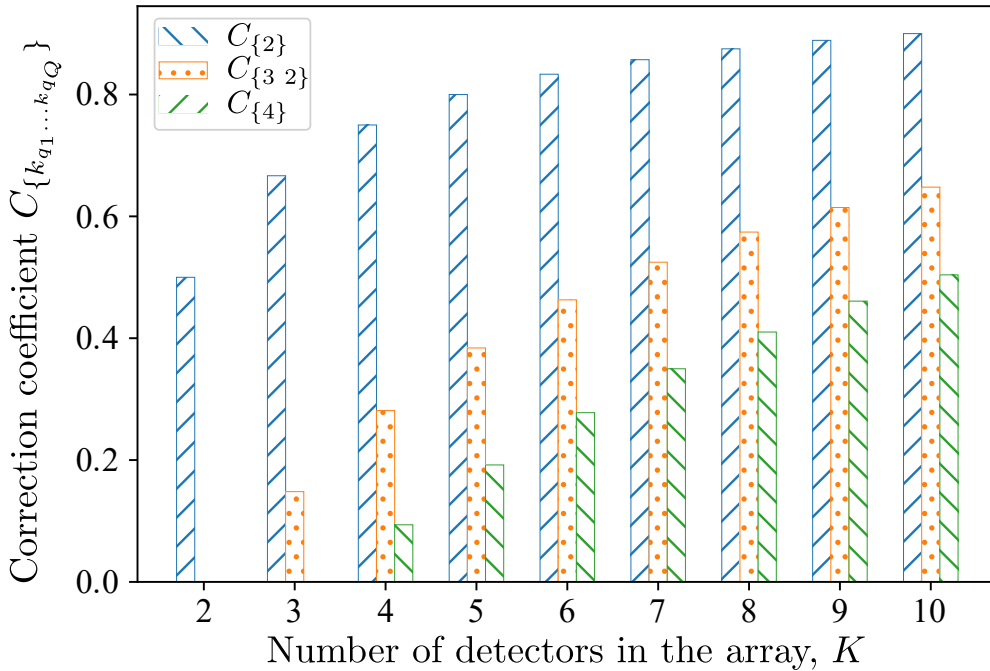 Correction coefficient C_{\{k_{q_1} \cdots k_{q_Q}\}}
0.8
0.6
0.4
0.2
0.0
C_{\{2\}}
C_{\{3 2\}}
C_{\{4\}}
2 3 4 5 6 7 8 9 10
Number of detectors in the array, K